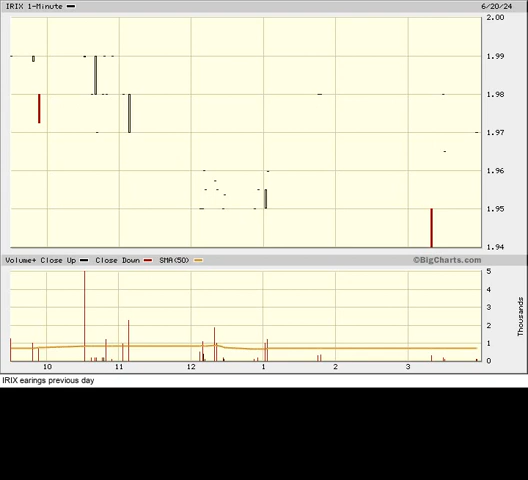 IRIX 1-Minute 6/20/24
2.00
1.99
1.98
1.97
1.96
1.95
1.94
Volume+ Close Up Close Down SMA(50) ©BigCharts.com
5
4
3
2
1
0
Thousands
10 11 12 1 2 3
IRIX earings previous day